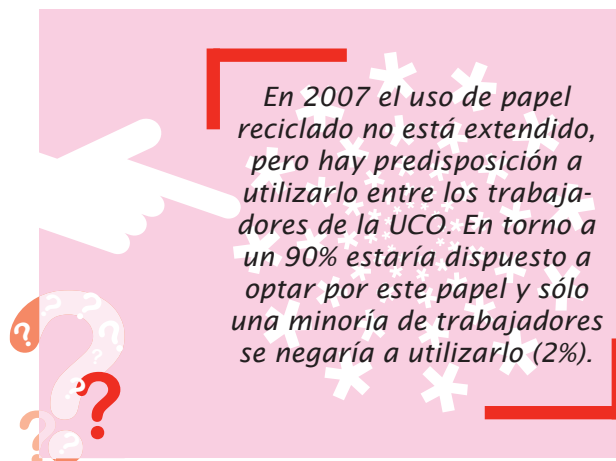 En 2007 el uso de papel
reciclado no está extendido,
pero hay predisposición a
utilizarlo entre los trabaja-
dores de la UCO. En torno a
un 90% estaría dispuesto a
optar por este papel y sólo
una minoría de trabajadores
se negaría a utilizarlo (2%).